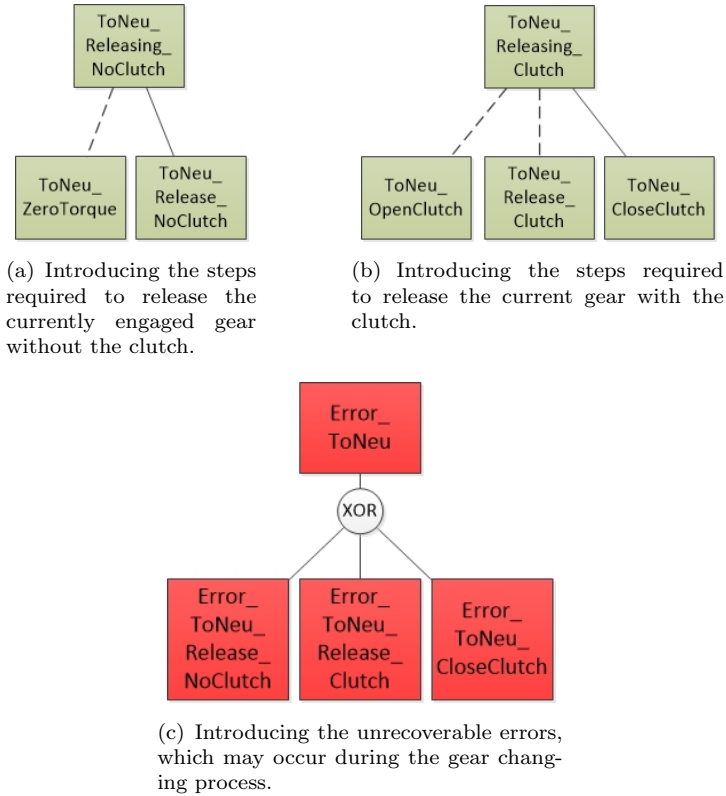 ToNeu_
Releasing_
NoClutch
ToNeu_
ZeroTorque
ToNeu_
Release_
NoClutch
(a) Introducing the steps
required to release the
currently engaged gear
without the clutch.
ToNeu_
Releasing_
Clutch
ToNeu_
OpenClutch
ToNeu_
Release_
Clutch
ToNeu_
CloseClutch
(b) Introducing the steps required
to release the current gear with the
clutch.
Error_
ToNeu
XOR
Error_
ToNeu_
Release_
NoClutch
Error_
ToNeu_
Release_
Clutch
Error_
ToNeu_
CloseClutch
(c) Introducing the unrecoverable errors,
which may occur during the gear chang-
ing process.